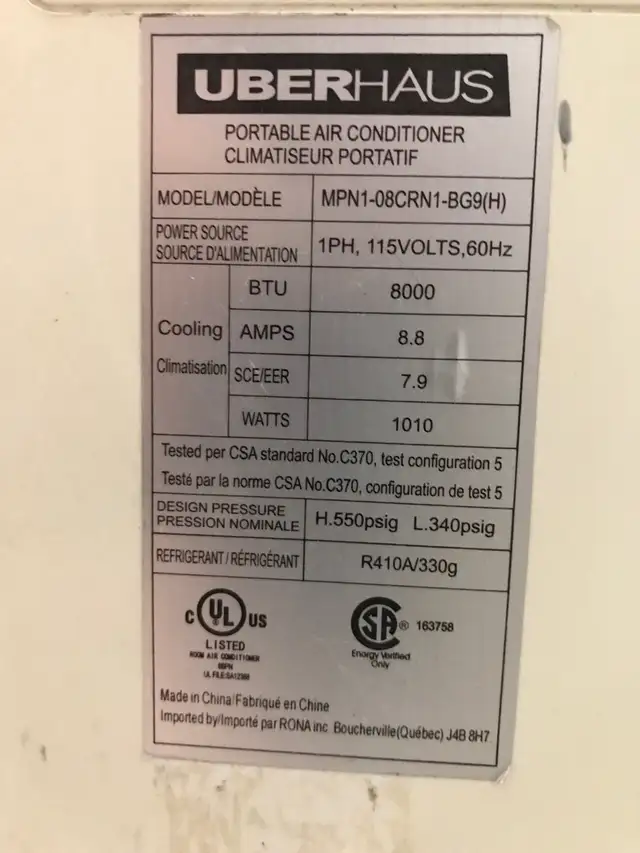 UBERHAUS
PORTABLE AIR CONDITIONER
CLIMATISEUR PORTATIF
MODEL/MODÈLE MPN1-08CRN1-BG9(H)
POWER SOURCE
SOURCE D'ALIMENTATION 1PH, 115VOLTS,60Hz
Cooling
Climatisation
BTU 8000
AMPS 8.8
SCE/EER 7.9
WATTS 1010
Tested per CSA standard No.C370, test configuration 5
Testé par la norme CSA No.C370, configuration de test 5
DESIGN PRESSURE
PRESSION NOMINALE H.550psig L.340psig
REFRIGERANT/RÉFRIGÉRANT R410A/330g
C UL US
LISTED
ROOM AIR CONDITIONER
SA ® 163758
Energy Verified
Only
Made in China/Fabriqué en Chine
Imported by/Importé par RONA inc Boucherville(Québec) J4B 8H7